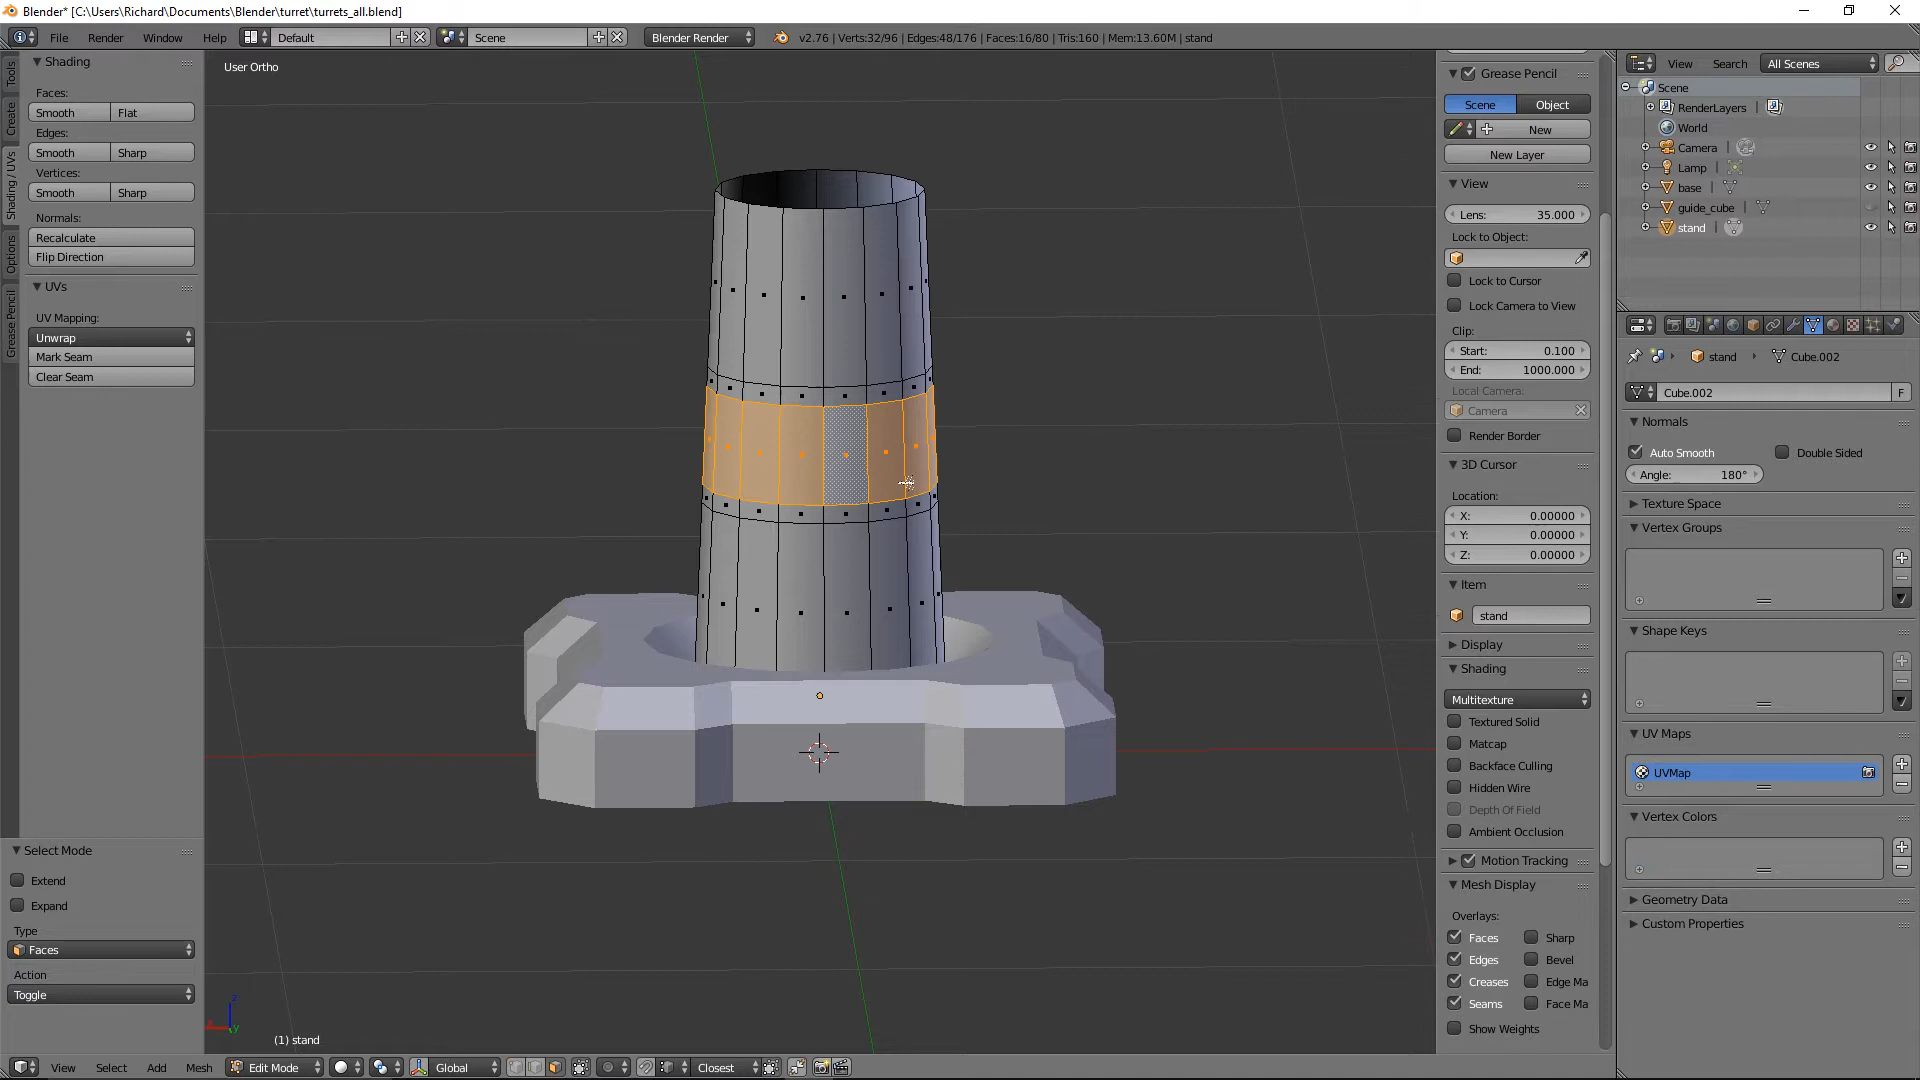 Blender* [C:\Users\Richard\Documents\Blender\turret\turrets_all.blend]
File Render Window Help Default Scene Blender Render v2.76 | Verts:32/96 | Edges:48/176 | Faces:16/80 | Tris:160 | Mem:13.60M | stand
Tools
Create
Shading / UVs
Options
Grease Pencil
Shading
Faces:
Smooth Flat
Edges:
Smooth Sharp
Vertices:
Smooth Sharp
Normals:
Recalculate
Flip Direction
UVs
UV Mapping:
Unwrap
Mark Seam
Clear Seam
Select Mode
Extend
Expand
Type
Faces
Action
Toggle
User Ortho
z
y
(1) stand
View Select Add Mesh Edit Mode Global Closest
Grease Pencil
Scene Object
New
New Layer
View
Lens: 35.000
Lock to Object:
Lock to Cursor
Lock Camera to View
Clip:
Start: 0.100
End: 1000.000
Local Camera:
Camera
Render Border
3D Cursor
Location:
X: 0.00000
Y: 0.00000
Z: 0.00000
Item
stand
Display
Shading
Multitexture
Textured Solid
Matcap
Backface Culling
Hidden Wire
Depth Of Field
Ambient Occlusion
Motion Tracking
Mesh Display
Overlays:
Faces Sharp
Edges Bevel
Creases Edge Ma
Seams Face Ma
Show Weights
View Search All Scenes
Scene
RenderLayers
World
Camera
Lamp
base
guide_cube
stand
stand Cube.002
Cube.002 F
Normals
Auto Smooth Double Sided
Angle: 180°
Texture Space
Vertex Groups
Shape Keys
UV Maps
UVMap
Vertex Colors
Geometry Data
Custom Properties